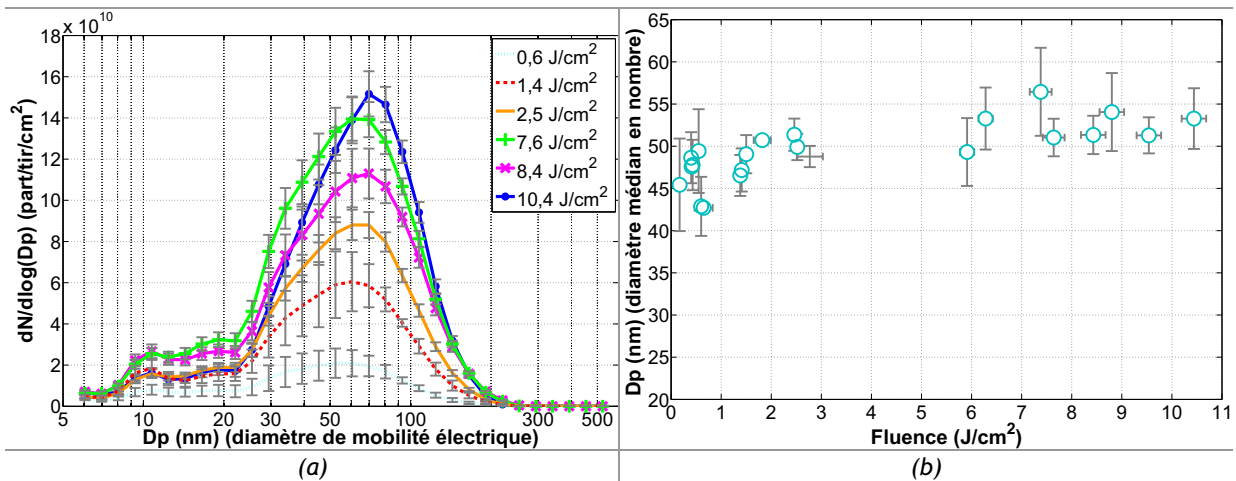 x 10^10
18
16
14
12
10
8
6
4
2
0
dN/dlog(Dp) (part/tir/cm²)
5 10 20 30 50 100 200 500
Dp (nm) (diamètre de mobilité électrique)
0,6 J/cm²
1,4 J/cm²
2,5 J/cm²
7,6 J/cm²
8,4 J/cm²
10,4 J/cm²
(a)
65
60
55
50
45
40
35
30
25
20
Dp (nm) (diamètre médian en nombre)
0 1 2 3 4 5 6 7 8 9 10 11
Fluence (J/cm²)
(b)